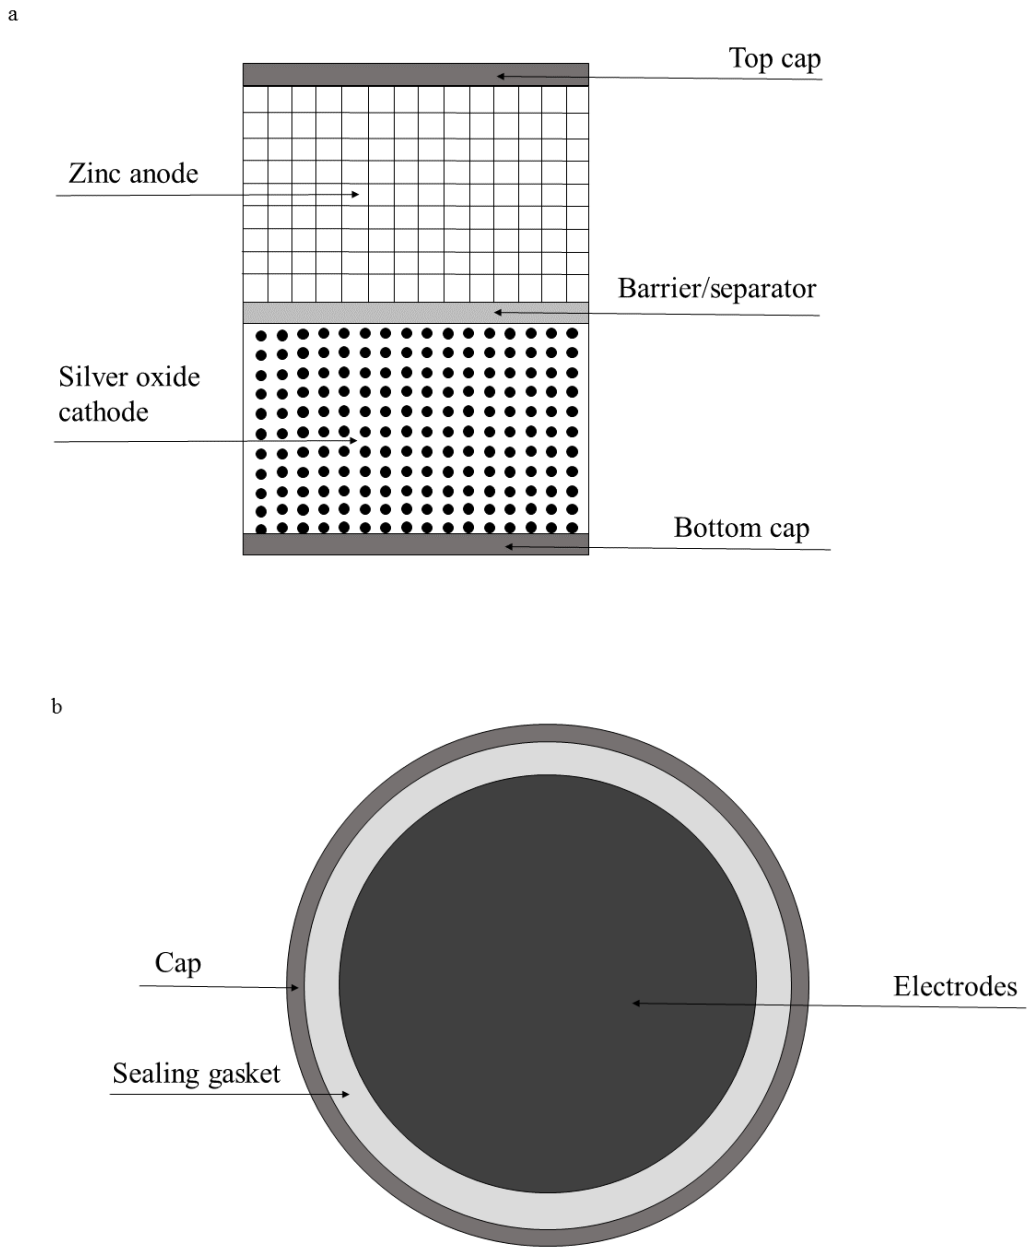 a
Top cap
Zinc anode
Barrier/separator
Silver oxide
cathode
Bottom cap
b
Cap
Electrodes
Sealing gasket